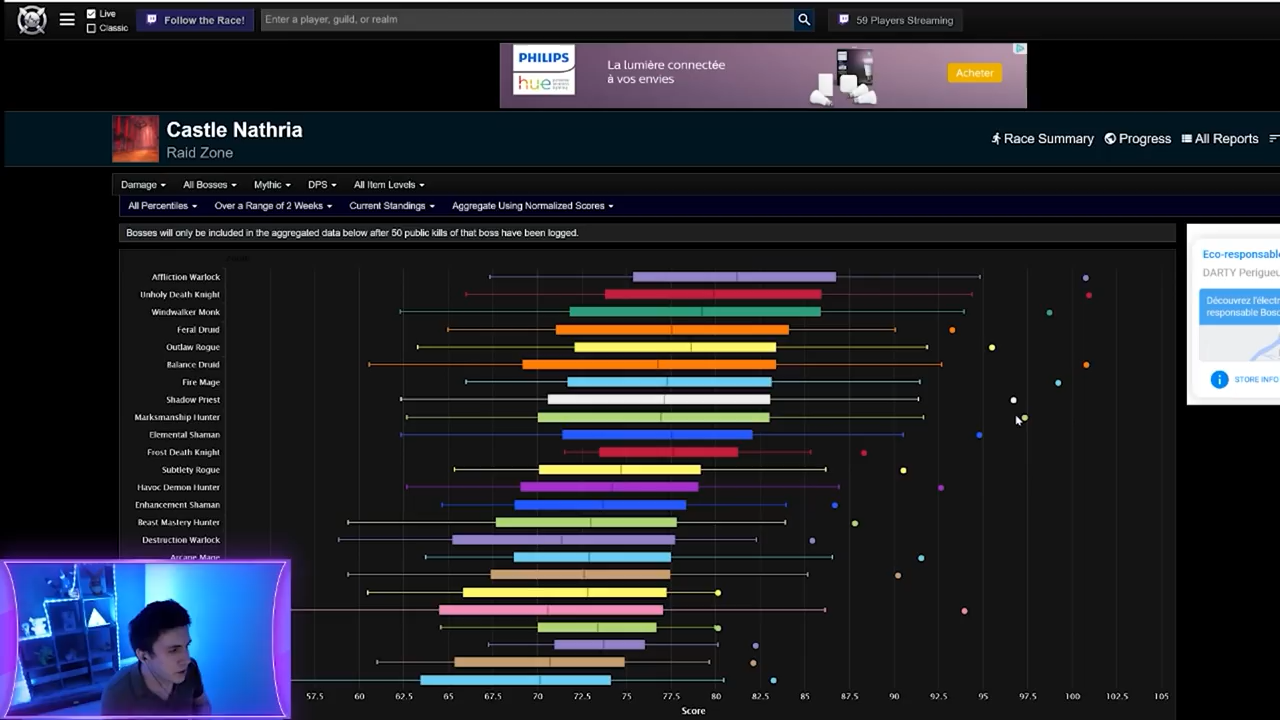 Live
Classic
Follow the Race!
Enter a player, guild, or realm
59 Players Streaming
PHILIPS
hue
La lumière connectée
à vos envies
Acheter
Castle Nathria
Raid Zone
Race Summary
Progress
All Reports
Damage
All Bosses
Mythic
DPS
All Item Levels
All Percentiles
Over a Range of 2 Weeks
Current Standings
Aggregate Using Normalized Scores
Bosses will only be included in the aggregated data below after 50 public kills of that boss have been logged.
Eco-responsable
DARTY Perigueu
Découvrez l'électr
responsable Bosc
STORE INFO
Affliction Warlock
Unholy Death Knight
Windwalker Monk
Feral Druid
Outlaw Rogue
Balance Druid
Fire Mage
Shadow Priest
Marksmanship Hunter
Elemental Shaman
Frost Death Knight
Subtlety Rogue
Havoc Demon Hunter
Enhancement Shaman
Beast Mastery Hunter
Destruction Warlock
Arcane Mage
57.5 60 62.5 65 67.5 70 72.5 75 77.5 80 82.5 85 87.5 90 92.5 95 97.5 100 102.5 105
Score